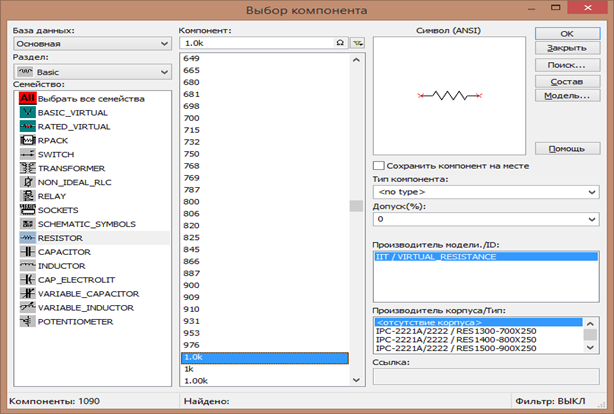 Выбор компонента
База данных:
Основная
Раздел:
Basic
Семейство:
All Выбрать все семейства
BASIC_VIRTUAL
RATED_VIRTUAL
RPACK
SWITCH
TRANSFORMER
NON_IDEAL_RLC
RELAY
SOCKETS
SCHEMATIC_SYMBOLS
RESISTOR
CAPACITOR
INDUCTOR
CAP_ELECTROLIT
VARIABLE_CAPACITOR
VARIABLE_INDUCTOR
POTENTIOMETER
Компонент:
1.0k Ω
649
665
680
681
698
700
715
732
750
768
769
787
800
806
820
825
845
866
887
900
909
910
931
953
976
1.0k
1k
1.00k
Символ (ANSI)
Сохранить компонент на месте
Тип компонента:
<no type>
Допуск(%):
0
Производитель модели./ID:
IIT / VIRTUAL_RESISTANCE
Производитель корпуса/Тип:
<отсутствие корпуса>
IPC-2221A/2222 / RES1300-700X250
IPC-2221A/2222 / RES1400-800X250
IPC-2221A/2222 / RES1500-900X250
Ссылка:
OK
Закрыть
Поиск...
Состав
Модель...
Помощь
Компоненты: 1090
Найдено:
Фильтр: ВЫКЛ